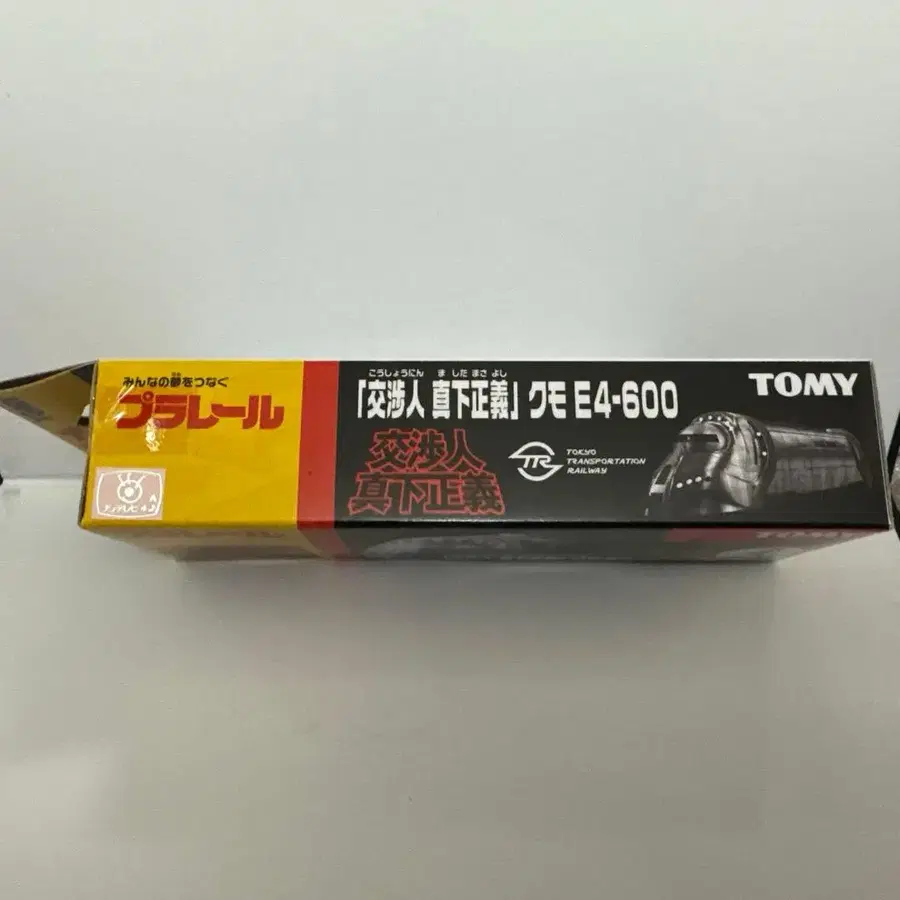 みんなの夢をつなぐ
プラレール
こうしょうにん ました まさよし
「交渉人 真下正義」クモ E4-600
交渉人
真下正義
TTR
TOKYO
TRANSPORTATION
RAILWAY
TOMY
TOMY